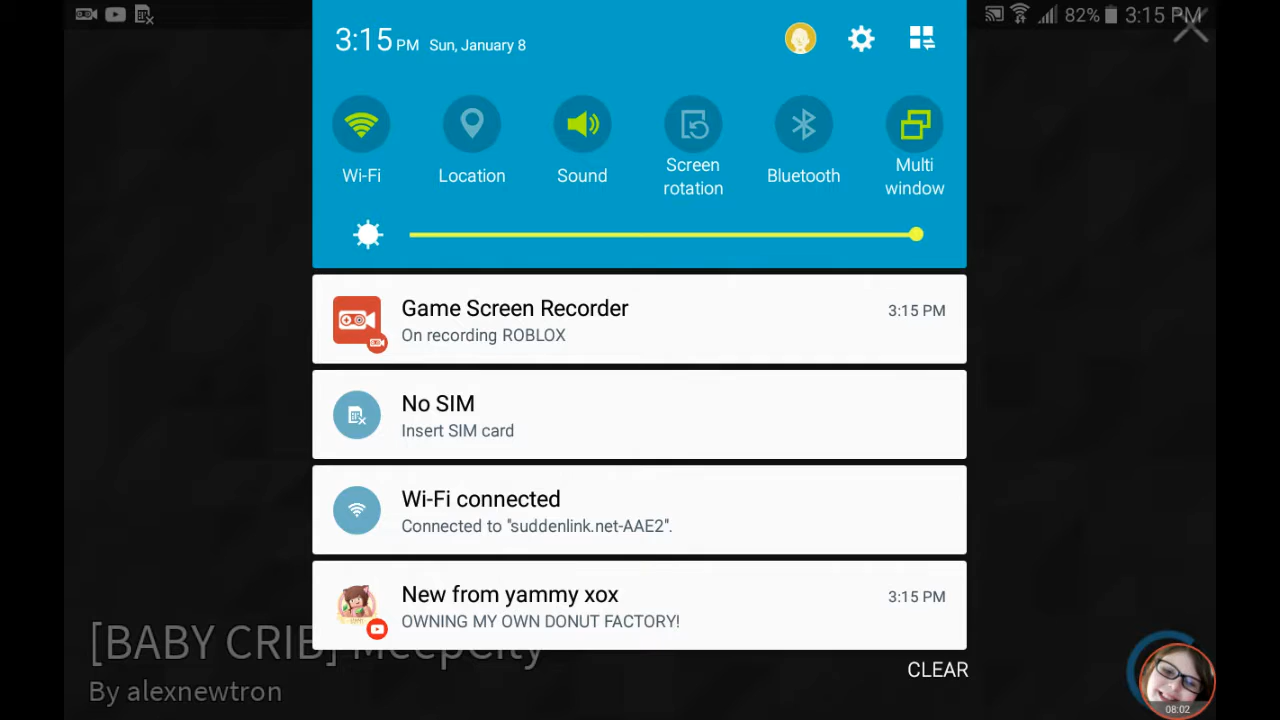 82% 3:15 PM
3:15 PM Sun, January 8
Wi-Fi
Location
Sound
Screen
rotation
Bluetooth
Multi
window
Game Screen Recorder
3:15 PM
On recording ROBLOX
No SIM
Insert SIM card
Wi-Fi connected
Connected to "suddenlink.net-AAE2".
New from yammy xox
3:15 PM
OWNING MY OWN DONUT FACTORY!
[BABY CRIB] MeepCity
By alexnewtron
CLEAR
08:02